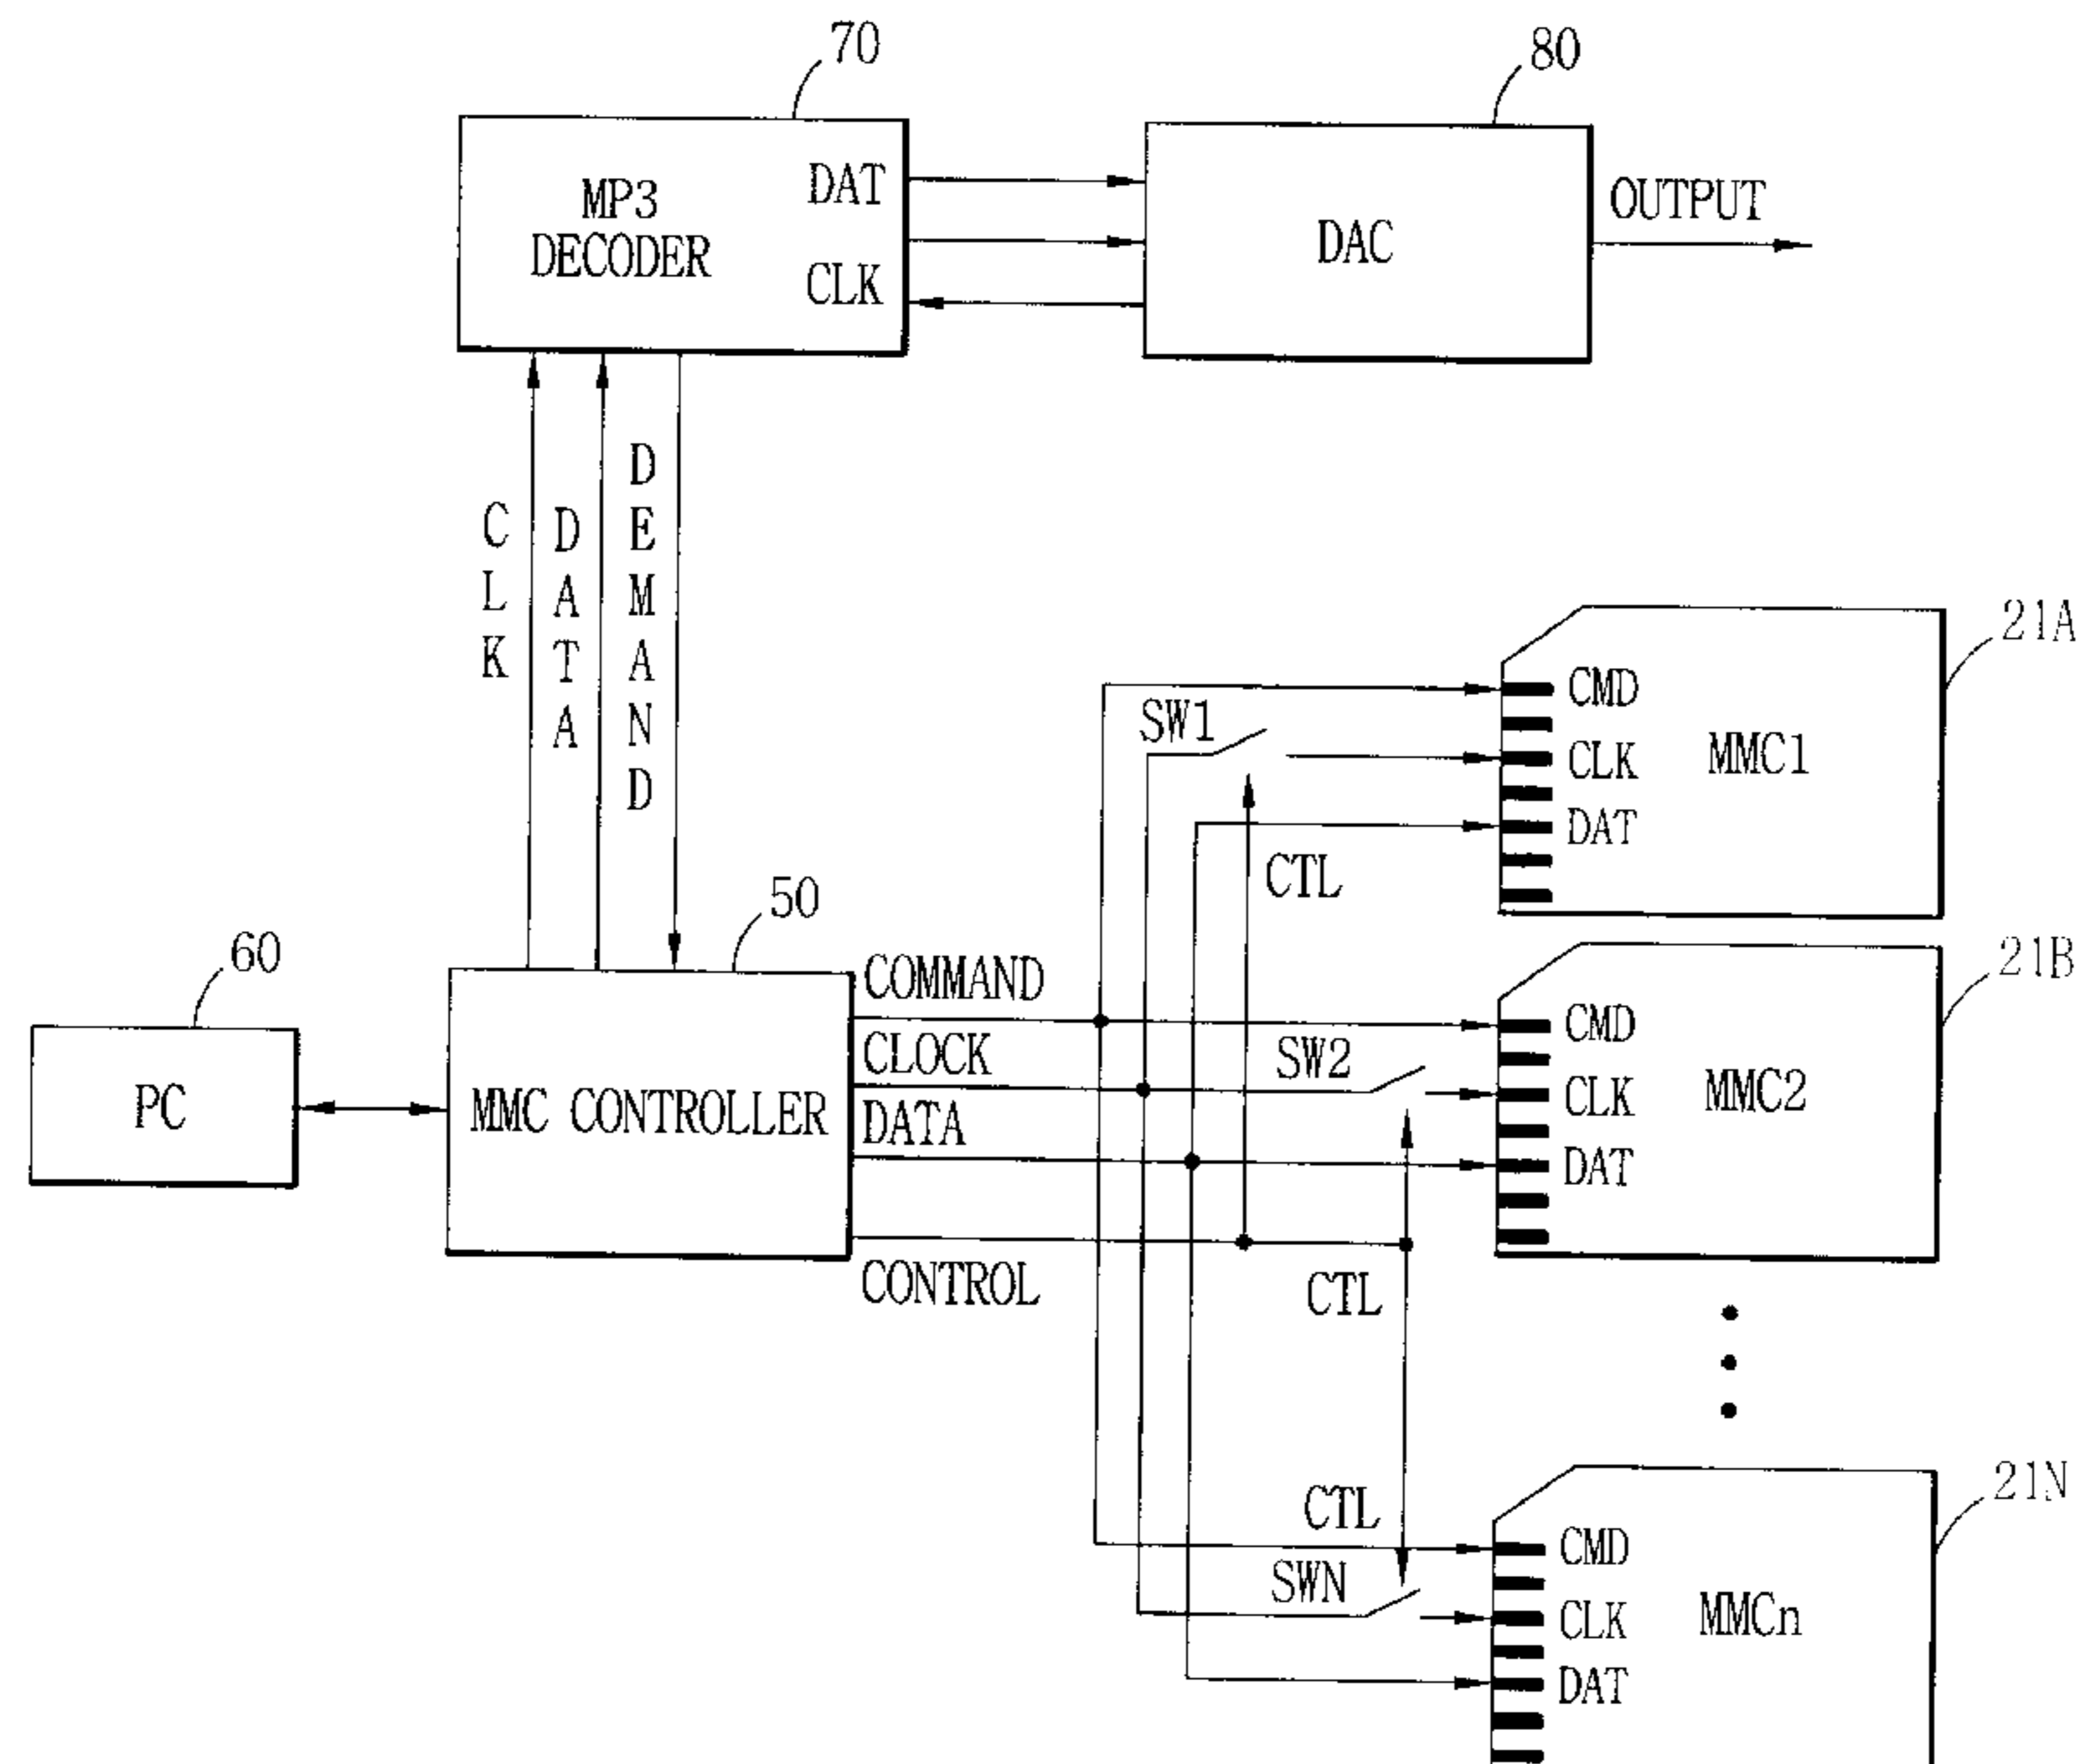 70
80
MP3
DECODER
DAT
CLK
DAC
OUTPUT
CLK
DATA
DEMAND
21A
CMD
CLK
DAT
MMC1
SW1
CTL
60
PC
50
MMC CONTROLLER
COMMAND
CLOCK
DATA
CONTROL
21B
CMD
CLK
DAT
MMC2
SW2
CTL
CTL
21N
CMD
CLK
DAT
MMCn
SWN